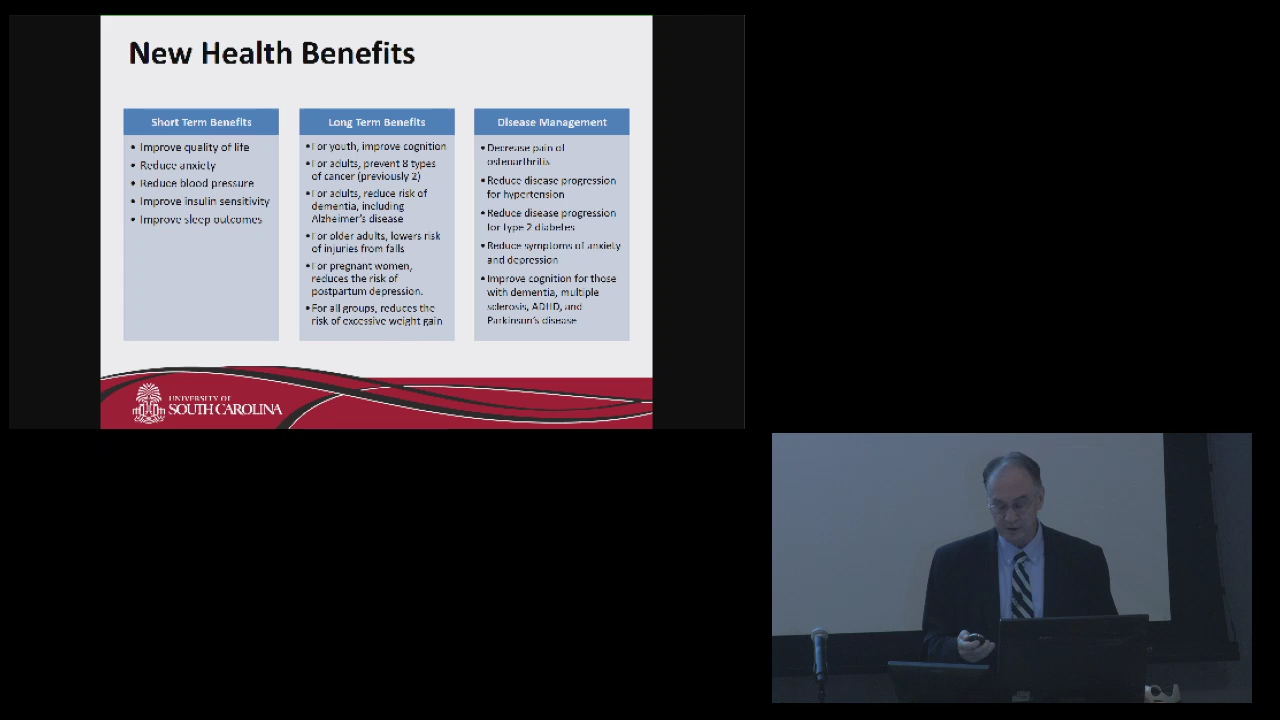 New Health Benefits
Short Term Benefits
• Improve quality of life
• Reduce anxiety
• Reduce blood pressure
• Improve insulin sensitivity
• Improve sleep outcomes
Long Term Benefits
• For youth, improve cognition
• For adults, prevent 8 types
of cancer (previously 2)
• For adults, reduce risk of
dementia, including
Alzheimer's disease
• For older adults, lowers risk
of injuries from falls
• For pregnant women,
reduces the risk of
postpartum depression.
• For all groups, reduces the
risk of excessive weight gain
Disease Management
• Decrease pain of
osteoarthritis
• Reduce disease progression
for hypertension
• Reduce disease progression
for type 2 diabetes
• Reduce symptoms of anxiety
and depression
• Improve cognition for those
with dementia, multiple
sclerosis, ADHD, and
Parkinson's disease
UNIVERSITY OF
SOUTH CAROLINA